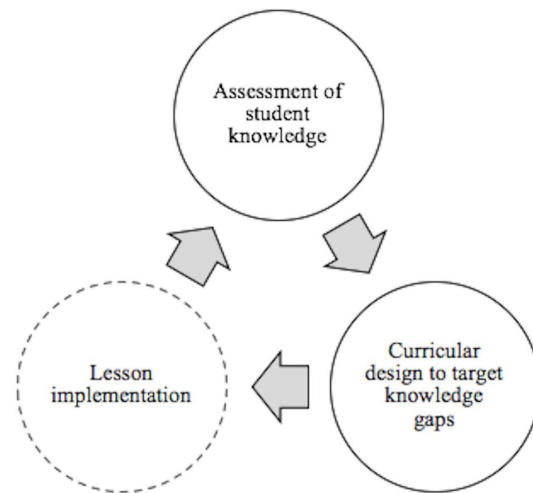 Assessment of
student
knowledge
Curricular
design to target
knowledge
gaps
Lesson
implementation